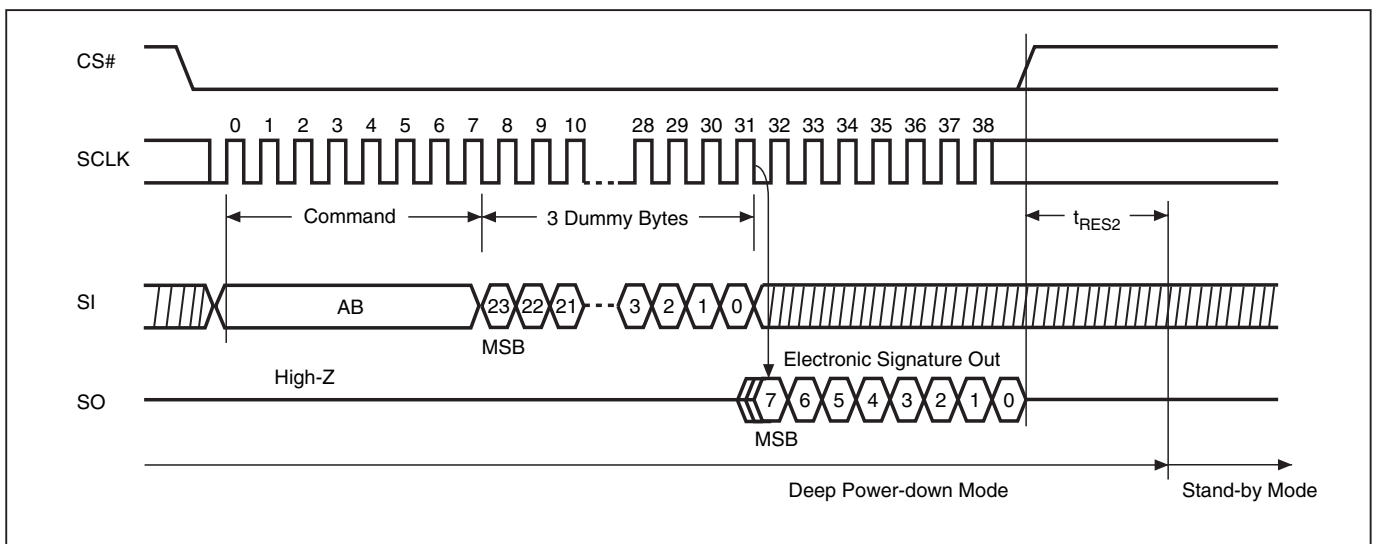 CS#
0 1 2 3 4 5 6 7 8 9 10 28 29 30 31 32 33 34 35 36 37 38
SCLK
Command 3 Dummy Bytes tRES2
SI AB 23 22 21 3 2 1 0
MSB
High-Z Electronic Signature Out
SO 7 6 5 4 3 2 1 0
MSB
Deep Power-down Mode Stand-by Mode